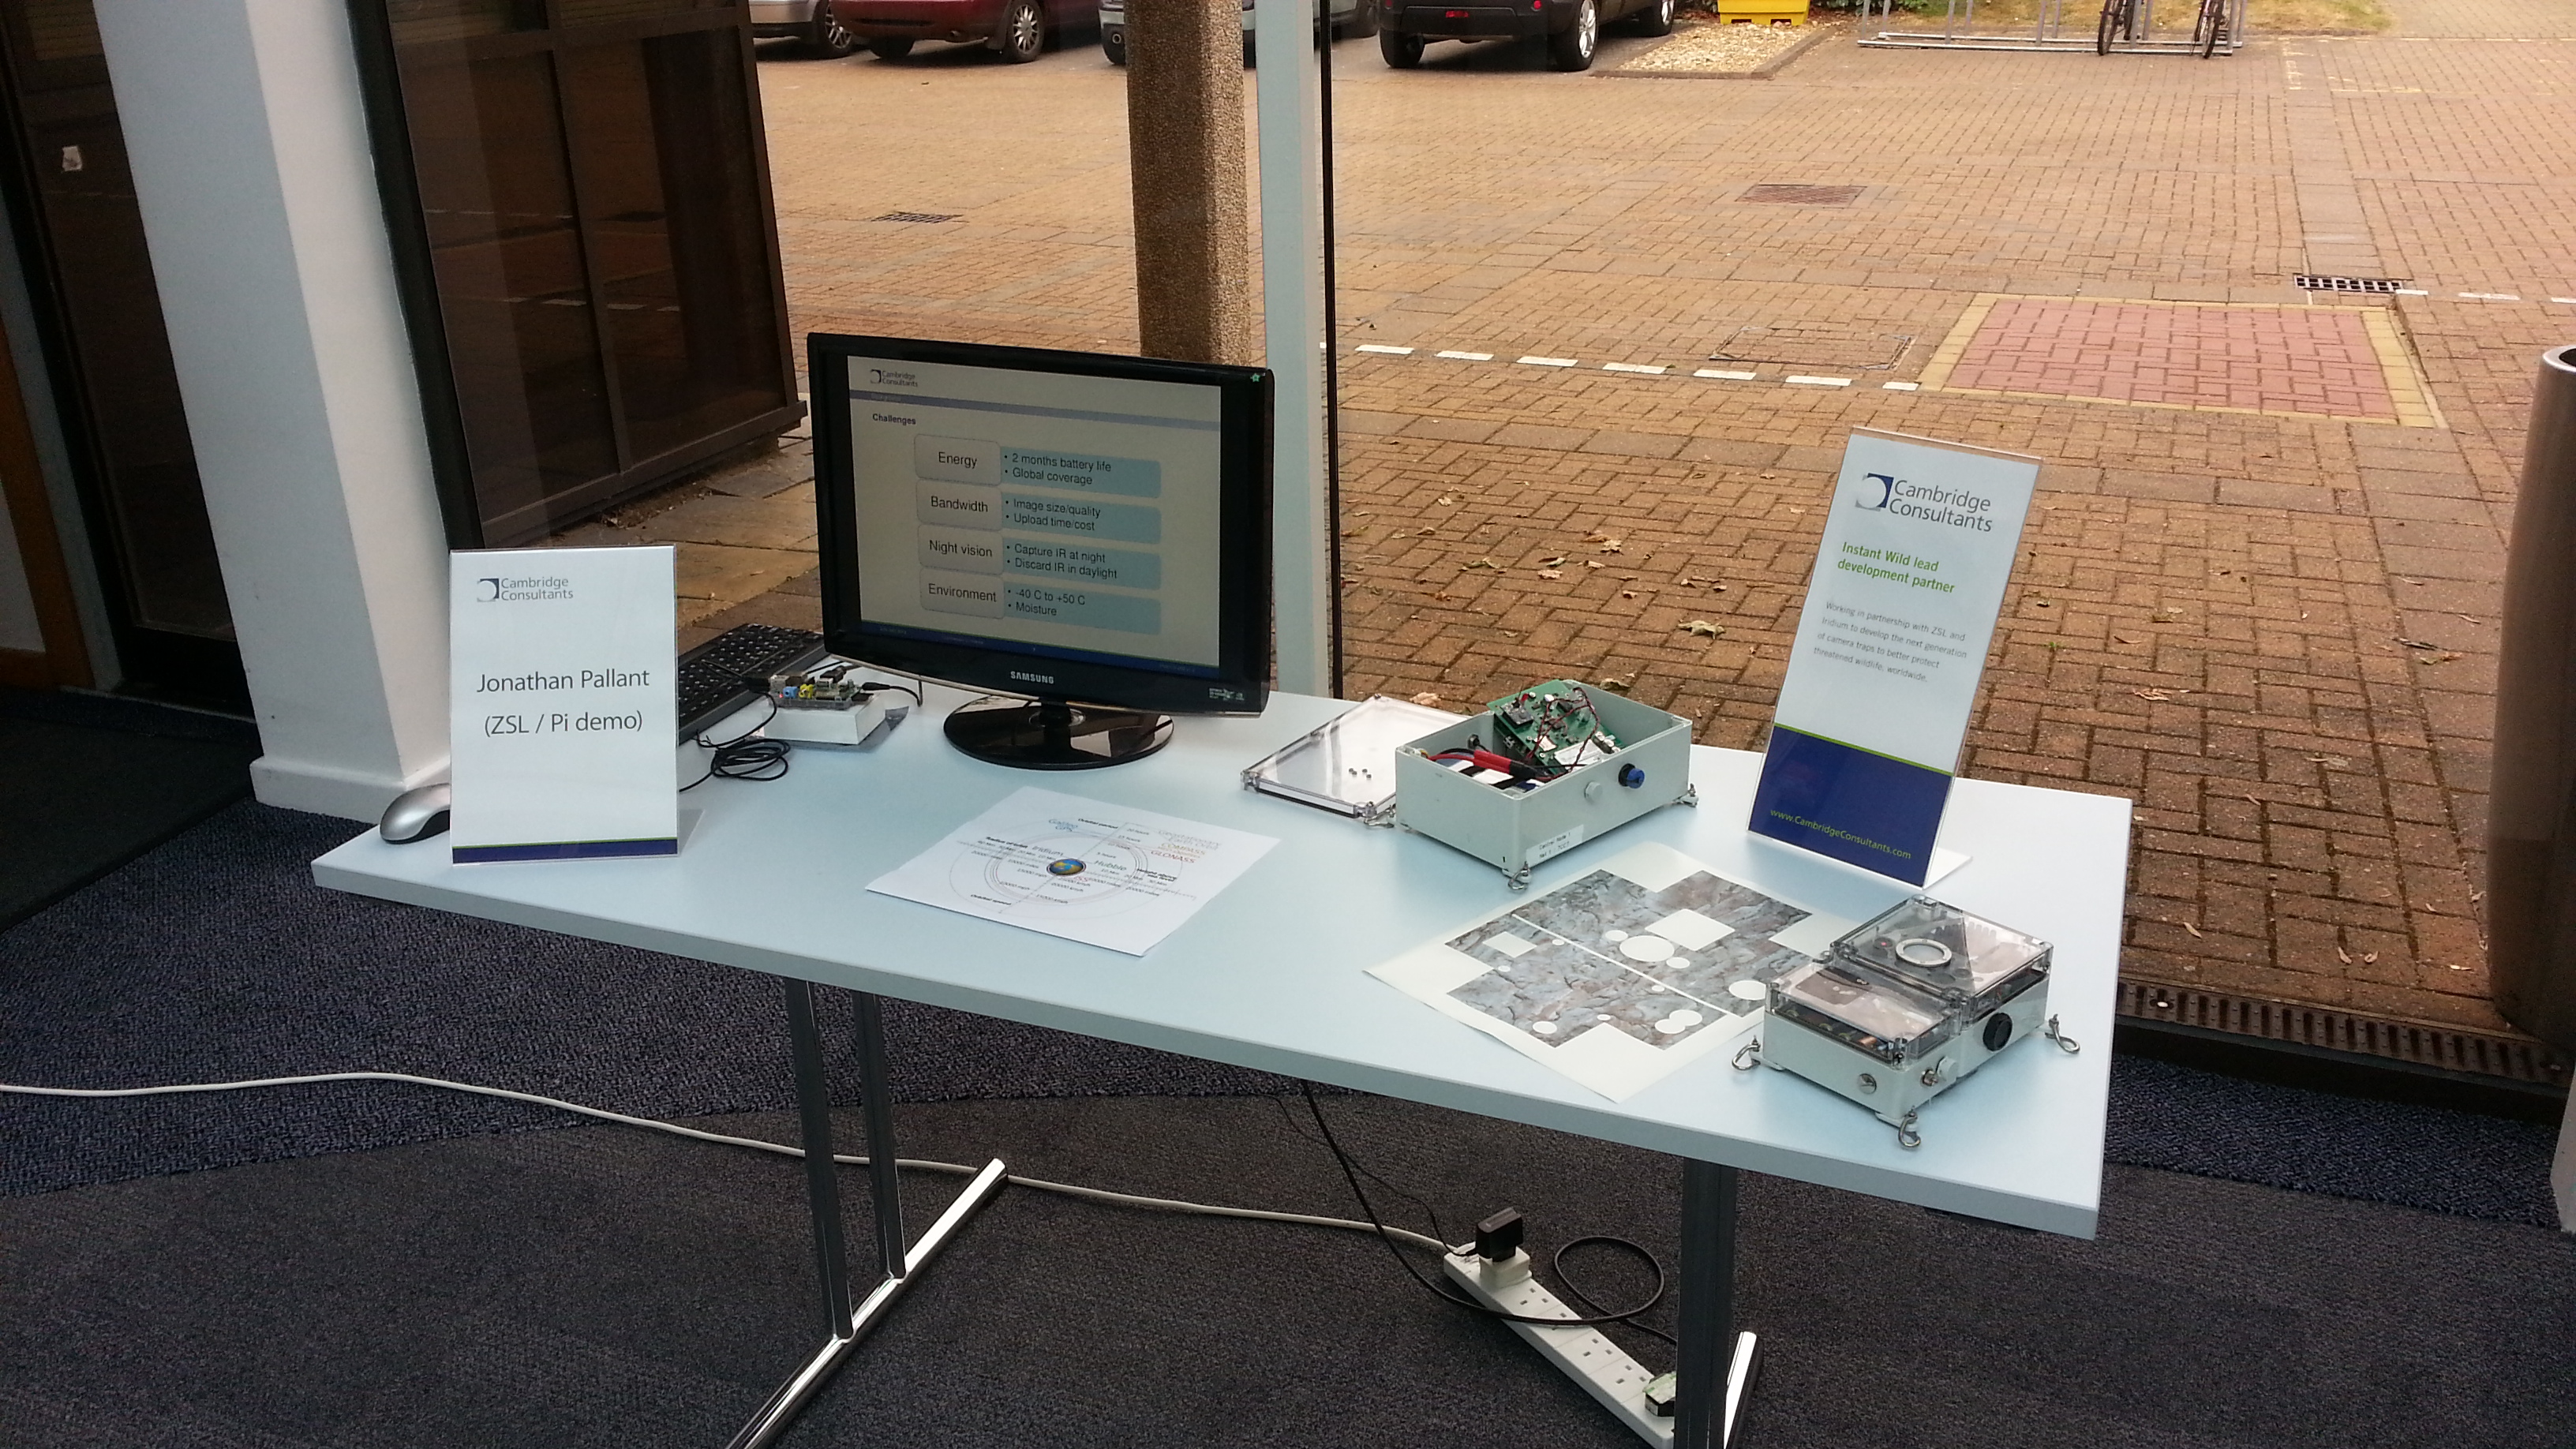 Cambridge
Consultants
Jonathan Pallant
(ZSL / Pi demo)
Cambridge
Consultants
Challenges
Energy
• 2 months battery life
• Global coverage
Bandwidth
• Image size/quality
• Upload time/cost
Night vision
• Capture IR at night
• Discard IR in daylight
Environment
• -40 C to +50 C
• Moisture
SAMSUNG
Iridium
Hubble
COMPASS
GLONASS
Cambridge
Consultants
Instant Wild lead
development partner
Working in partnership with ZSL and
Iridium to develop the next generation
of camera traps to better protect
threatened wildlife, worldwide.
www.CambridgeConsultants.com